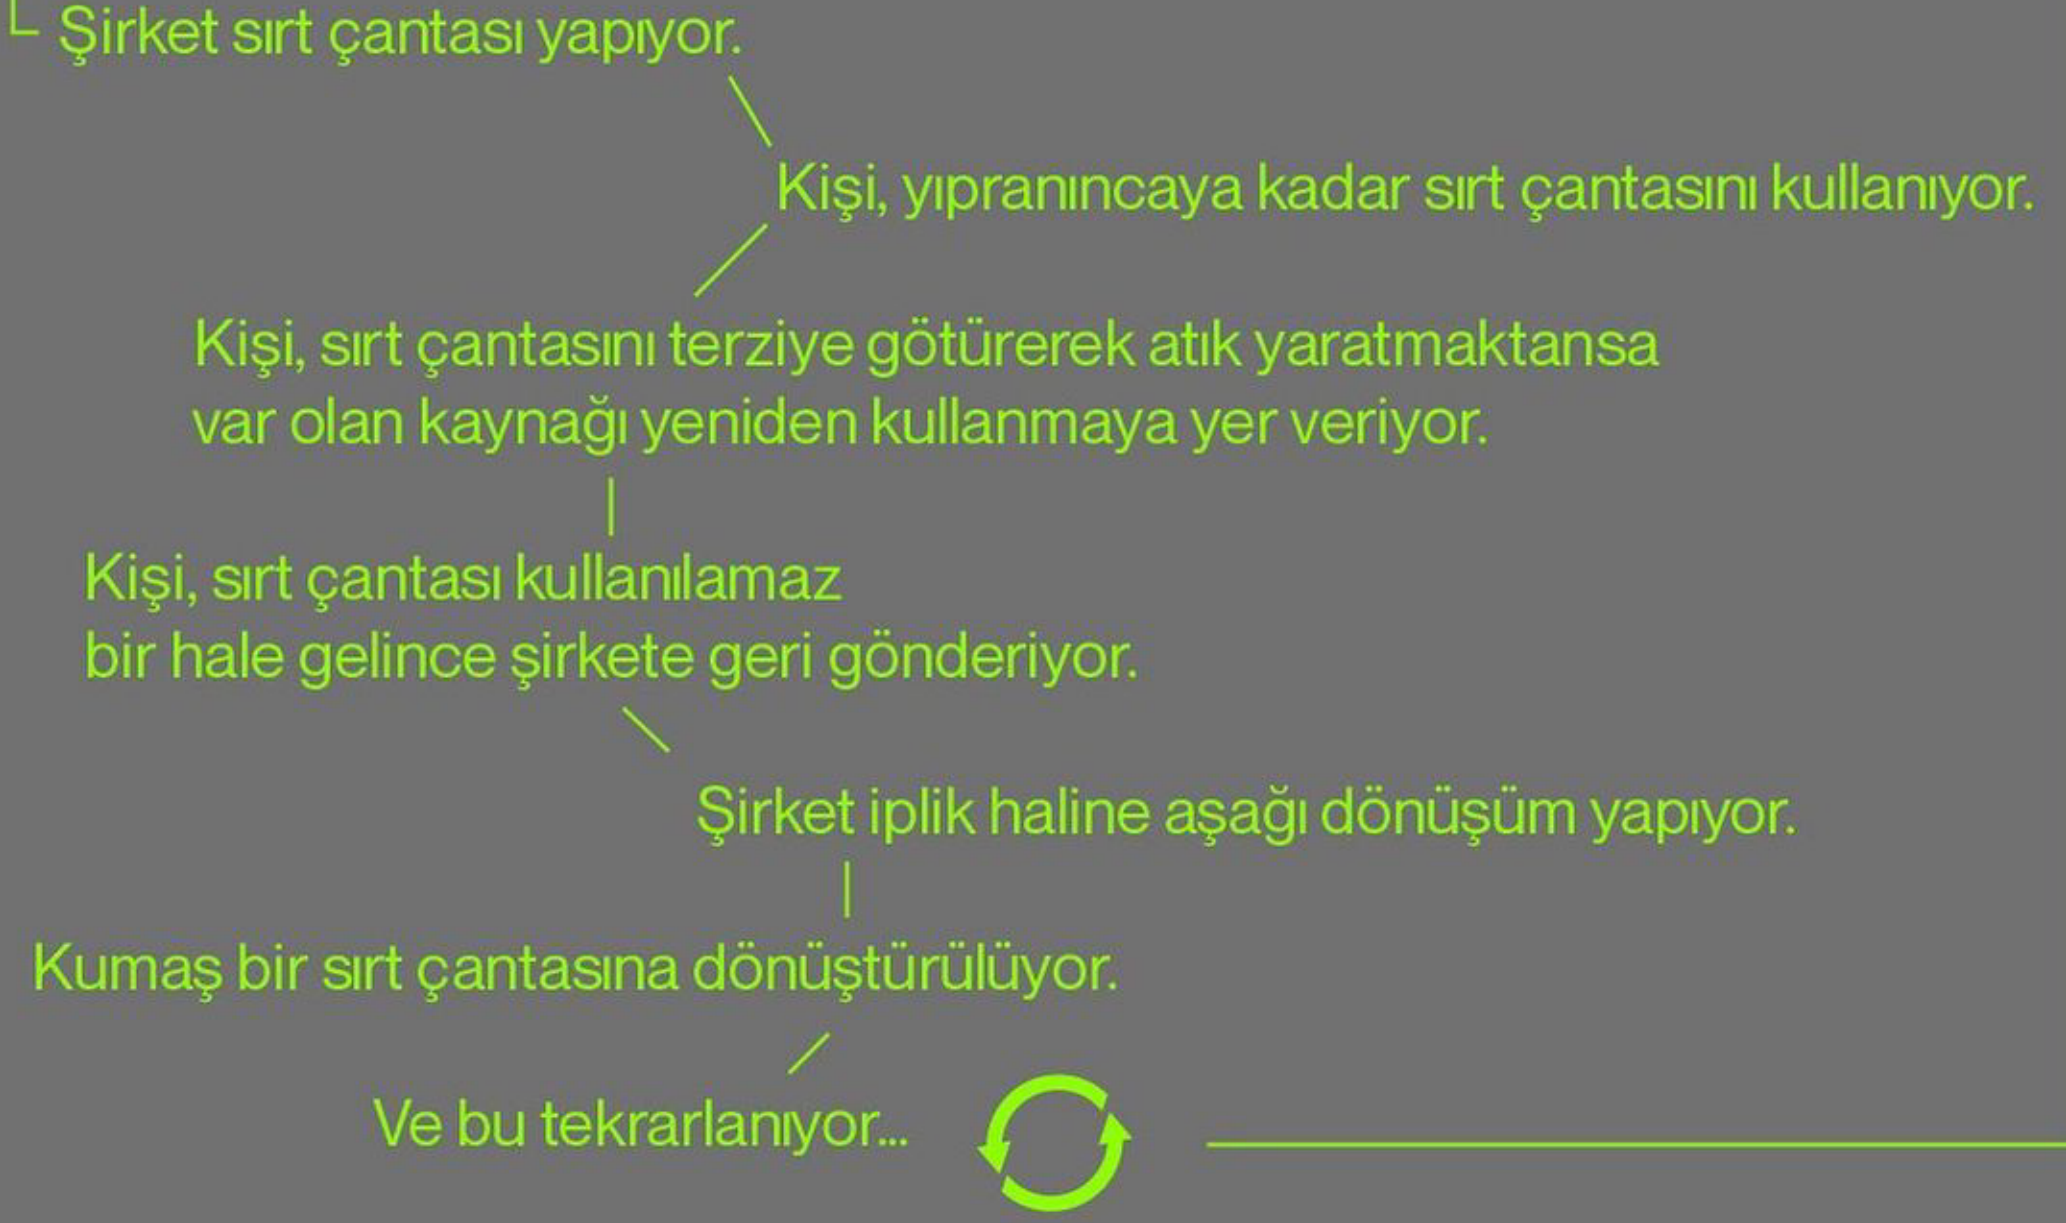 Şirket sırt çantası yapıyor.
Kişi, yıpranıncaya kadar sırt çantasını kullanıyor.
Kişi, sırt çantasını terziye götürerek atık yaratmaktansa
var olan kaynağı yeniden kullanmaya yer veriyor.
Kişi, sırt çantası kullanılamaz
bir hale gelince şirkete geri gönderiyor.
Şirket iplik haline aşağı dönüşüm yapıyor.
Kumaş bir sırt çantasına dönüştürülüyor.
Ve bu tekrarlanıyor...